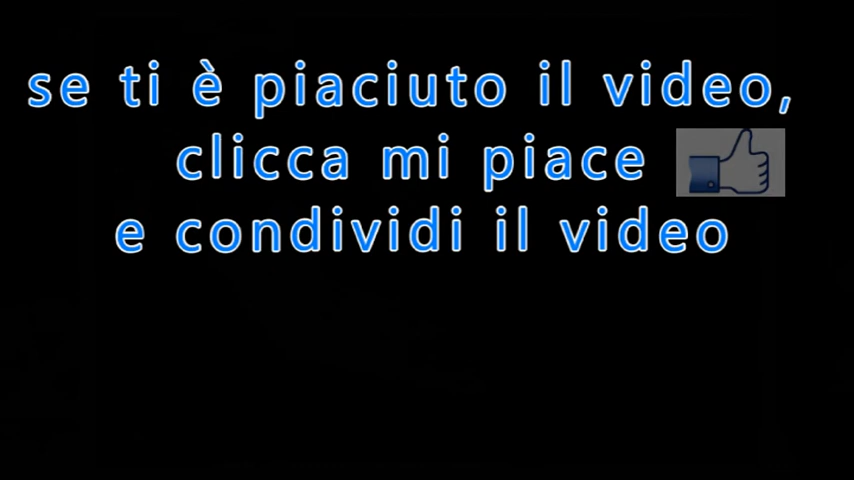 se ti è piaciuto il video,
clicca mi piace
e condividi il video